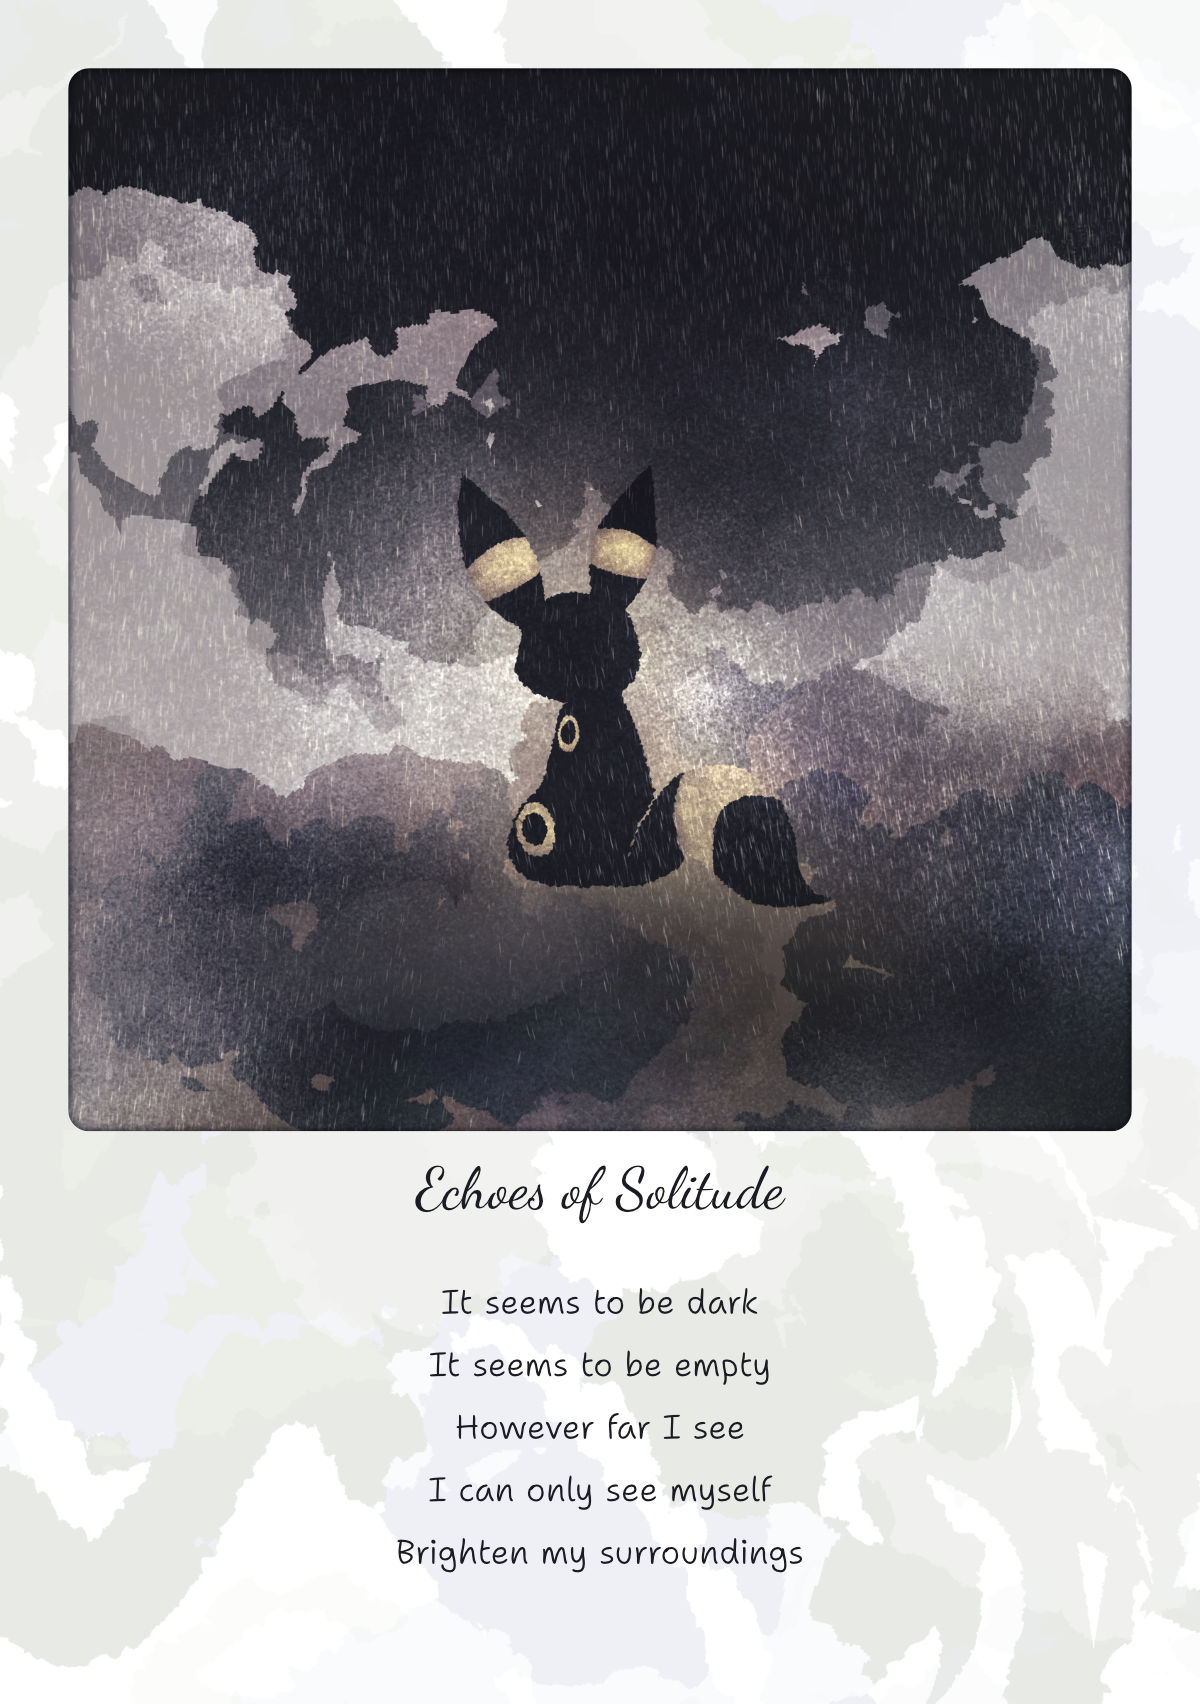 Echoes of Solitude
It seems to be dark
It seems to be empty
However far I see
I can only see myself
Brighten my surroundings